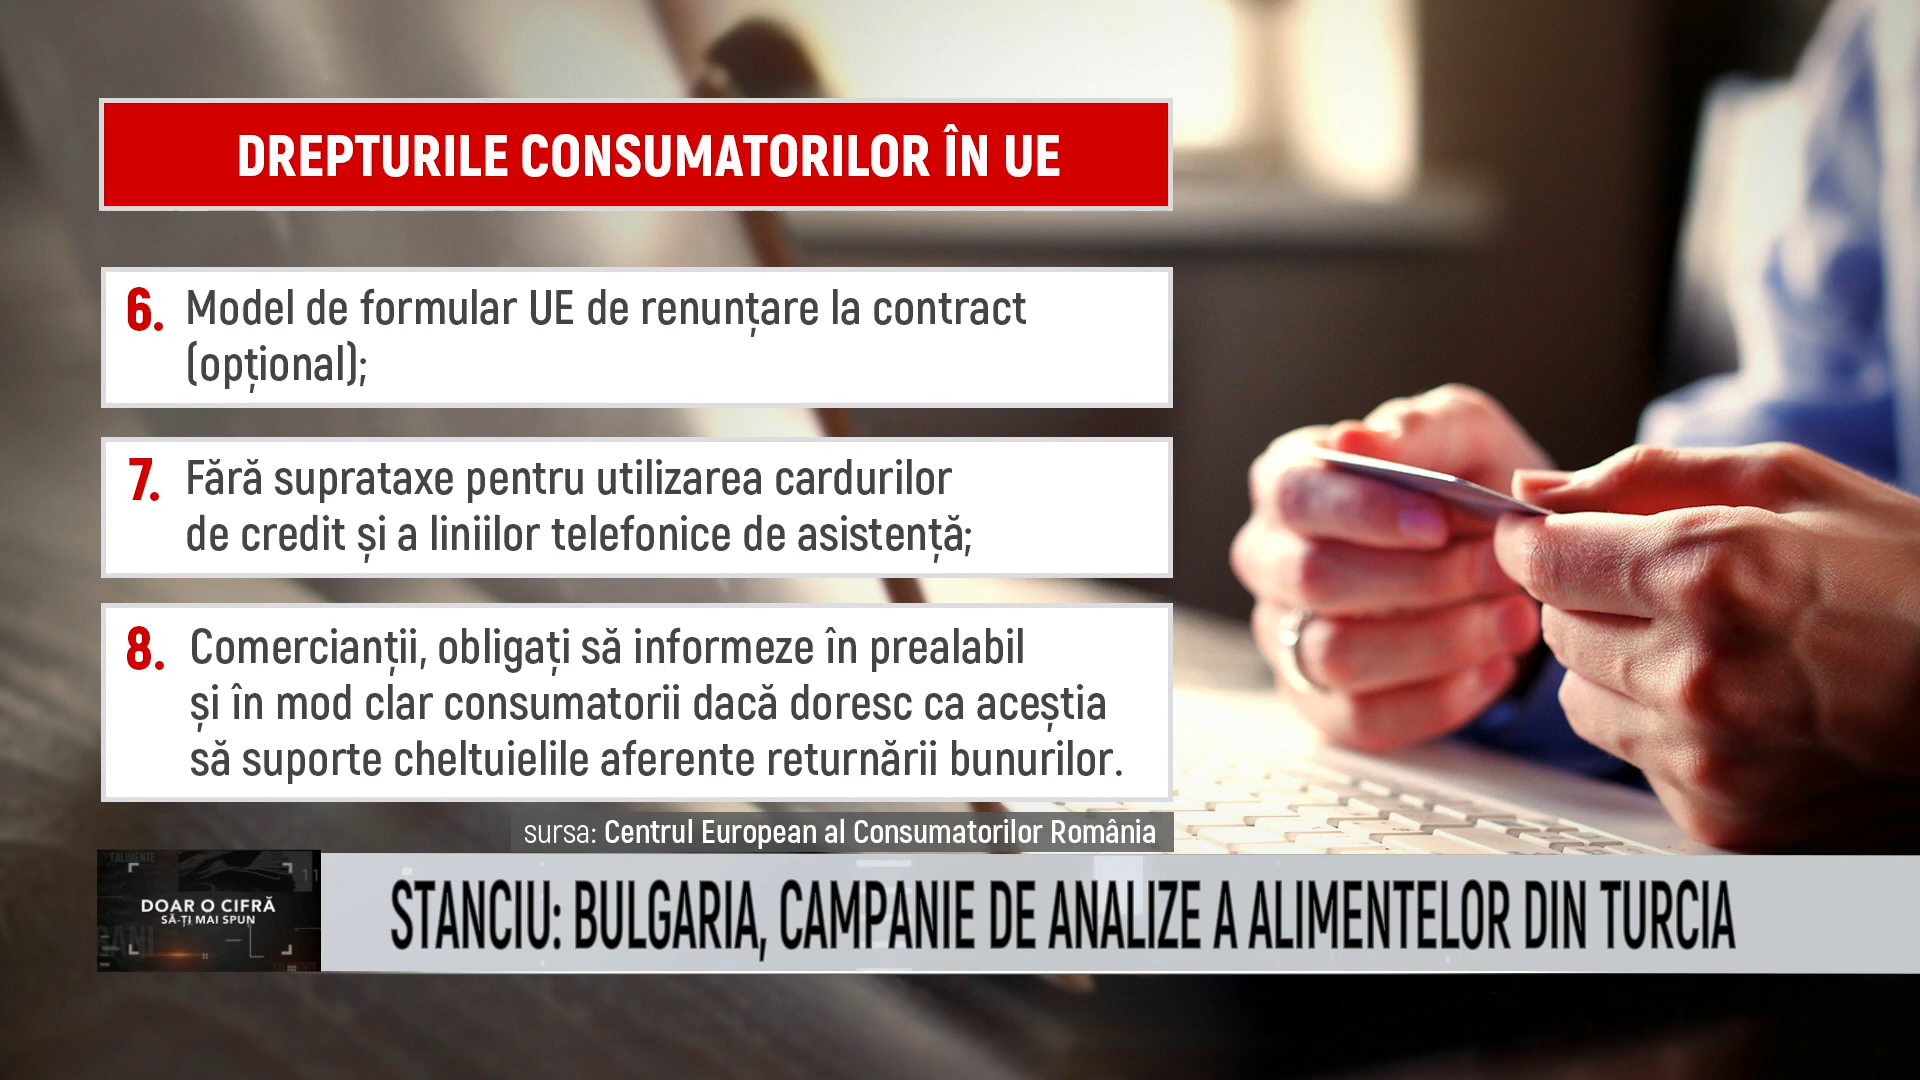 DREPTURILE CONSUMATORILOR ÎN UE
6. Model de formular UE de renunțare la contract
(opțional);
7. Fără suprataxe pentru utilizarea cardurilor
de credit și a liniilor telefonice de asistență;
8. Comercianții, obligați să informeze în prealabil
și în mod clar consumatorii dacă doresc ca aceștia
să suporte cheltuielile aferente returnării bunurilor.
sursa: Centrul European al Consumatorilor România
FALIMENTE
DOAR O CIFRĂ
SĂ-ȚI MAI SPUN
STANCIU: BULGARIA, CAMPANIE DE ANALIZE A ALIMENTELOR DIN TURCIA